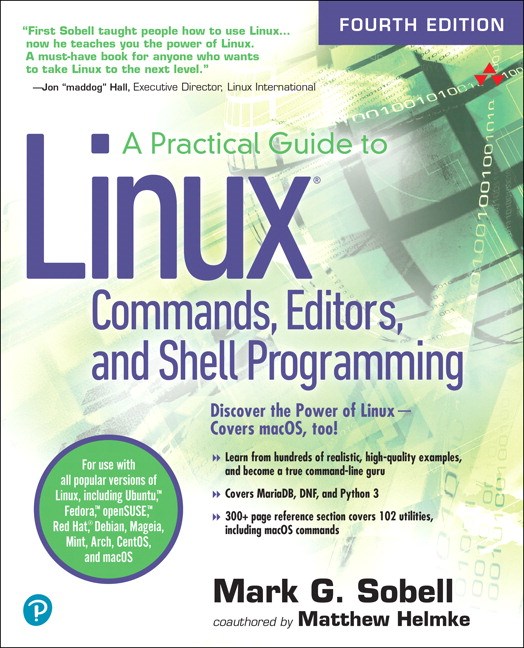 FOURTH EDITION
"First Sobell taught people how to use Linux...
now he teaches you the power of Linux.
A must-have book for anyone who wants
to take Linux to the next level."
—Jon "maddog" Hall, Executive Director, Linux International
A Practical Guide to
Linux®
Commands, Editors,
and Shell Programming
Discover the Power of Linux—
Covers macOS, too!
Learn from hundreds of realistic, high-quality examples,
and become a true command-line guru
Covers MariaDB, DNF, and Python 3
300+ page reference section covers 102 utilities,
including macOS commands
For use with
all popular versions of
Linux, including Ubuntu,™
Fedora,™ openSUSE,™
Red Hat,® Debian, Mageia,
Mint, Arch, CentOS,
and macOS
P
Mark G. Sobell
coauthored by Matthew Helmke